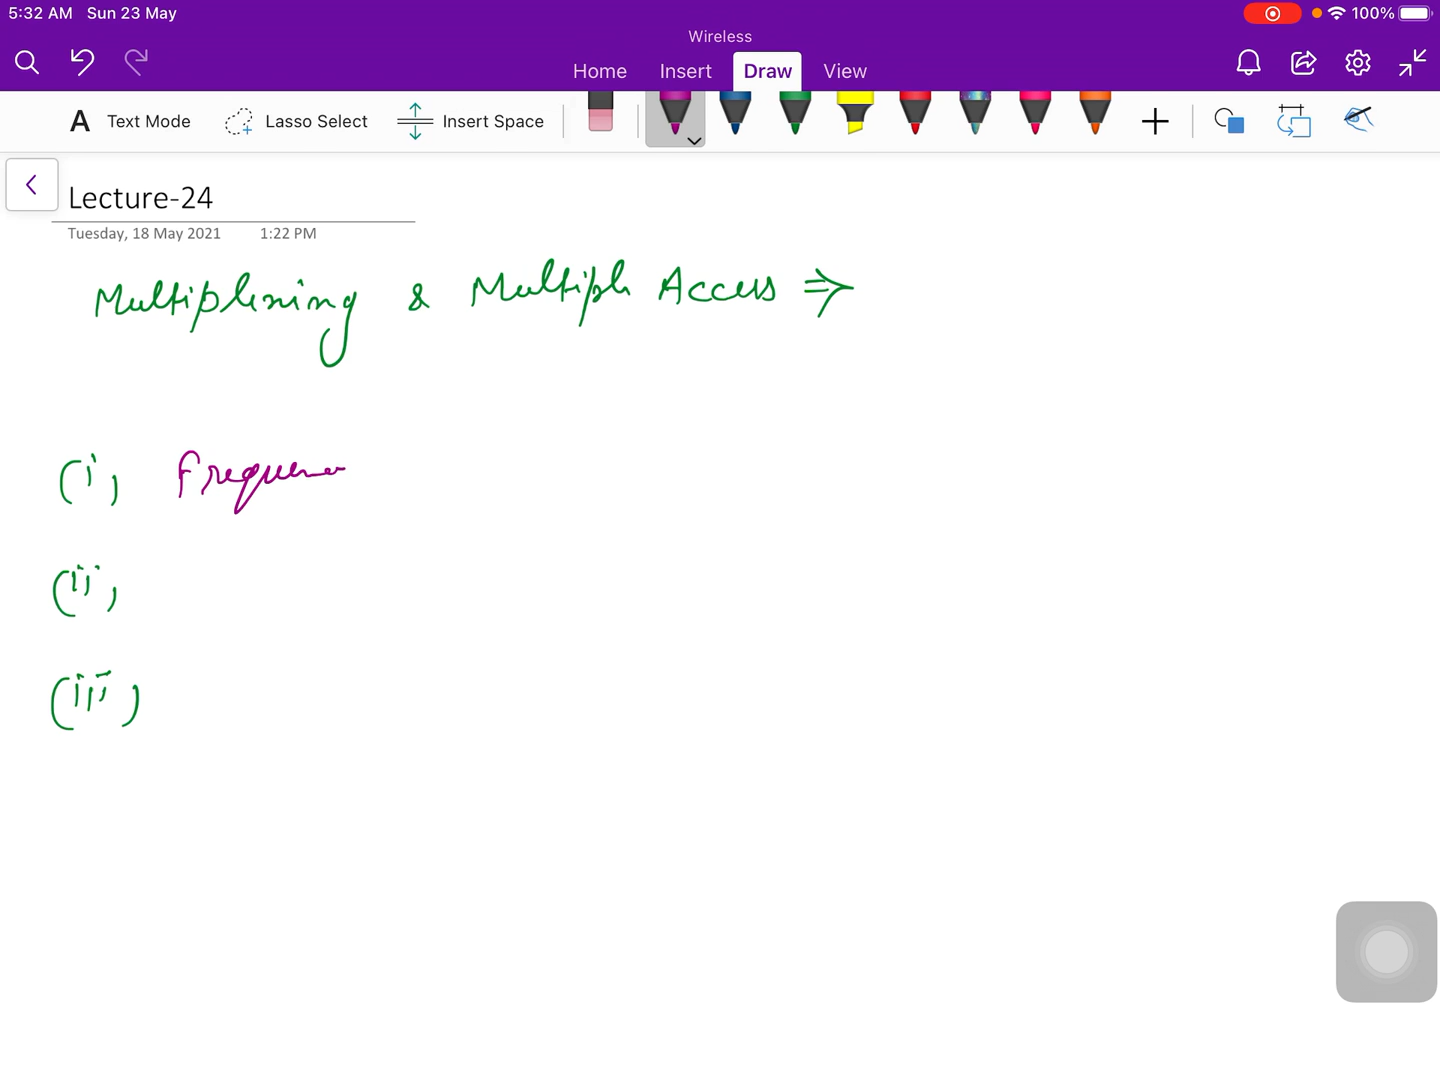 5:32 AM Sun 23 May 100%
Wireless
Home Insert Draw View
A Text Mode Lasso Select Insert Space
Lecture-24
Tuesday, 18 May 2021 1:22 PM
Multiplexing & Multiple Access ⇒
(i) Frequen
(ii)
(iii)